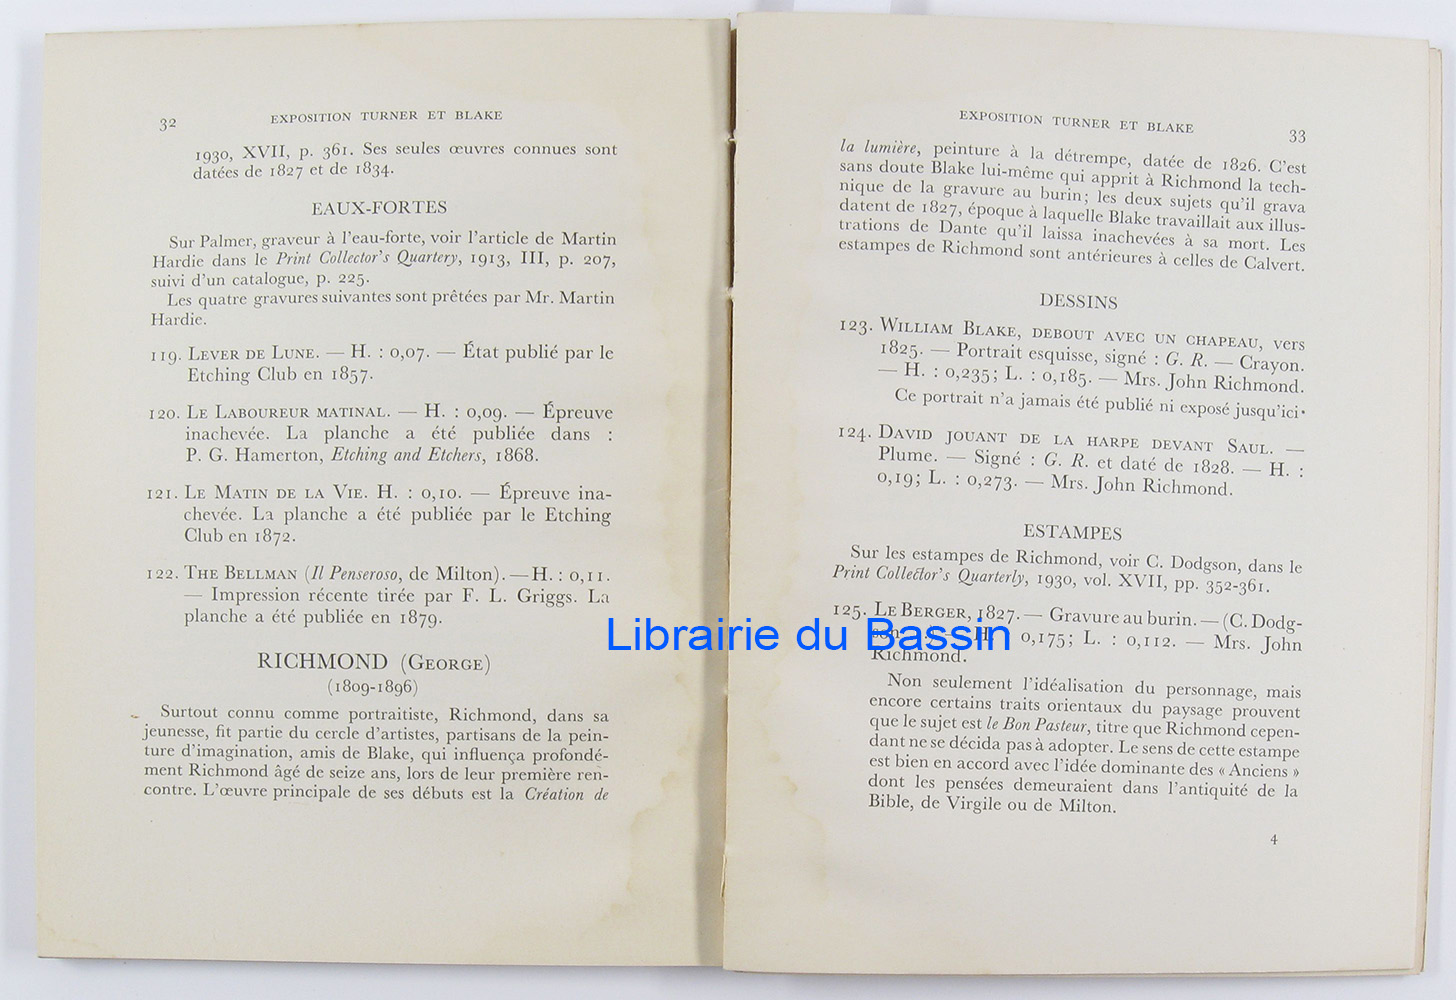 32
EXPOSITION TURNER ET BLAKE
1930, XVII, p. 361. Ses seules œuvres connues sont
datées de 1827 et de 1834.
EAUX-FORTES
Sur Palmer, graveur à l'eau-forte, voir l'article de Martin
Hardie dans le Print Collector's Quartery, 1913, III, p. 207,
suivi d'un catalogue, p. 225.
Les quatre gravures suivantes sont prêtées par Mr. Martin
Hardie.
119. LEVER DE LUNE. — H. : 0,07. — État publié par le
Etching Club en 1857.
120. LE LABOUREUR MATINAL. — H. : 0,09. — Épreuve
inachevée. La planche a été publiée dans :
P. G. Hamerton, Etching and Etchers, 1868.
121. LE MATIN DE LA VIE. H. : 0,10. — Épreuve ina-
chevée. La planche a été publiée par le Etching
Club en 1872.
122. THE BELLMAN (Il Penseroso, de Milton). — H. : 0,11.
— Impression récente tirée par F. L. Griggs. La
planche a été publiée en 1879.
RICHMOND (GEORGE)
(1809-1896)
Surtout connu comme portraitiste, Richmond, dans sa
jeunesse, fit partie du cercle d'artistes, partisans de la pein-
ture d'imagination, amis de Blake, qui influença profondé-
ment Richmond âgé de seize ans, lors de leur première ren-
contre. L'œuvre principale de ses débuts est la Création de
EXPOSITION TURNER ET BLAKE
33
la lumière, peinture à la détrempe, datée de 1826. C'est
sans doute Blake lui-même qui apprit à Richmond la tech-
nique de la gravure au burin; les deux sujets qu'il grava
datent de 1827, époque à laquelle Blake travaillait aux illus-
trations de Dante qu'il laissa inachevées à sa mort. Les
estampes de Richmond sont antérieures à celles de Calvert.
DESSINS
123. WILLIAM BLAKE, DEBOUT AVEC UN CHAPEAU, vers
1825. — Portrait esquisse, signé : G. R. — Crayon.
— H. : 0,235; L. : 0,185. — Mrs. John Richmond.
Ce portrait n'a jamais été publié ni exposé jusqu'ici.
124. DAVID JOUANT DE LA HARPE DEVANT SAUL. —
Plume. — Signé : G. R. et daté de 1828. — H. :
0,19; L. : 0,273. — Mrs. John Richmond.
ESTAMPES
Sur les estampes de Richmond, voir C. Dodgson, dans le
Print Collector's Quarterly, 1930, vol. XVII, pp. 352-361.
125. LE BERGER, 1827. — Gravure au burin. — (C. Dodg-
son — H. 0,175; L. : 0,112. — Mrs. John
Richmond.
Non seulement l'idéalisation du personnage, mais
encore certains traits orientaux du paysage prouvent
que le sujet est le Bon Pasteur, titre que Richmond cepen-
dant ne se décida pas à adopter. Le sens de cette estampe
est bien en accord avec l'idée dominante des « Anciens »
dont les pensées demeuraient dans l'antiquité de la
Bible, de Virgile ou de Milton.
4
Librairie du Bassin